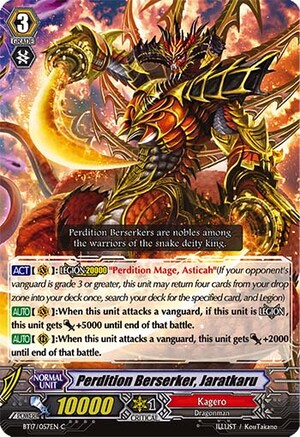 3
GRADE
Perdition Berserkers are nobles among
the warriors of the snake deity king.
ACT [ ]: LEGION 20000 "Perdition Mage, Asticah" (If your opponent's
vanguard is grade 3 or greater, this unit may return four cards from your drop
zone into your deck once, search your deck for the specified card, and Legion)
AUTO [ ]:When this unit attacks a vanguard, if this unit is LEGION
this unit gets +5000 until end of that battle.
AUTO [ ]:When this unit attacks a vanguard, this unit gets +2000
until end of that battle.
NORMAL
UNIT
Perdition Berserker, Jaratkaru
POWER
10000
1
CRITICAL
Kagero
Dragonman
BT17/057EN C
ILLUST / KouTakano